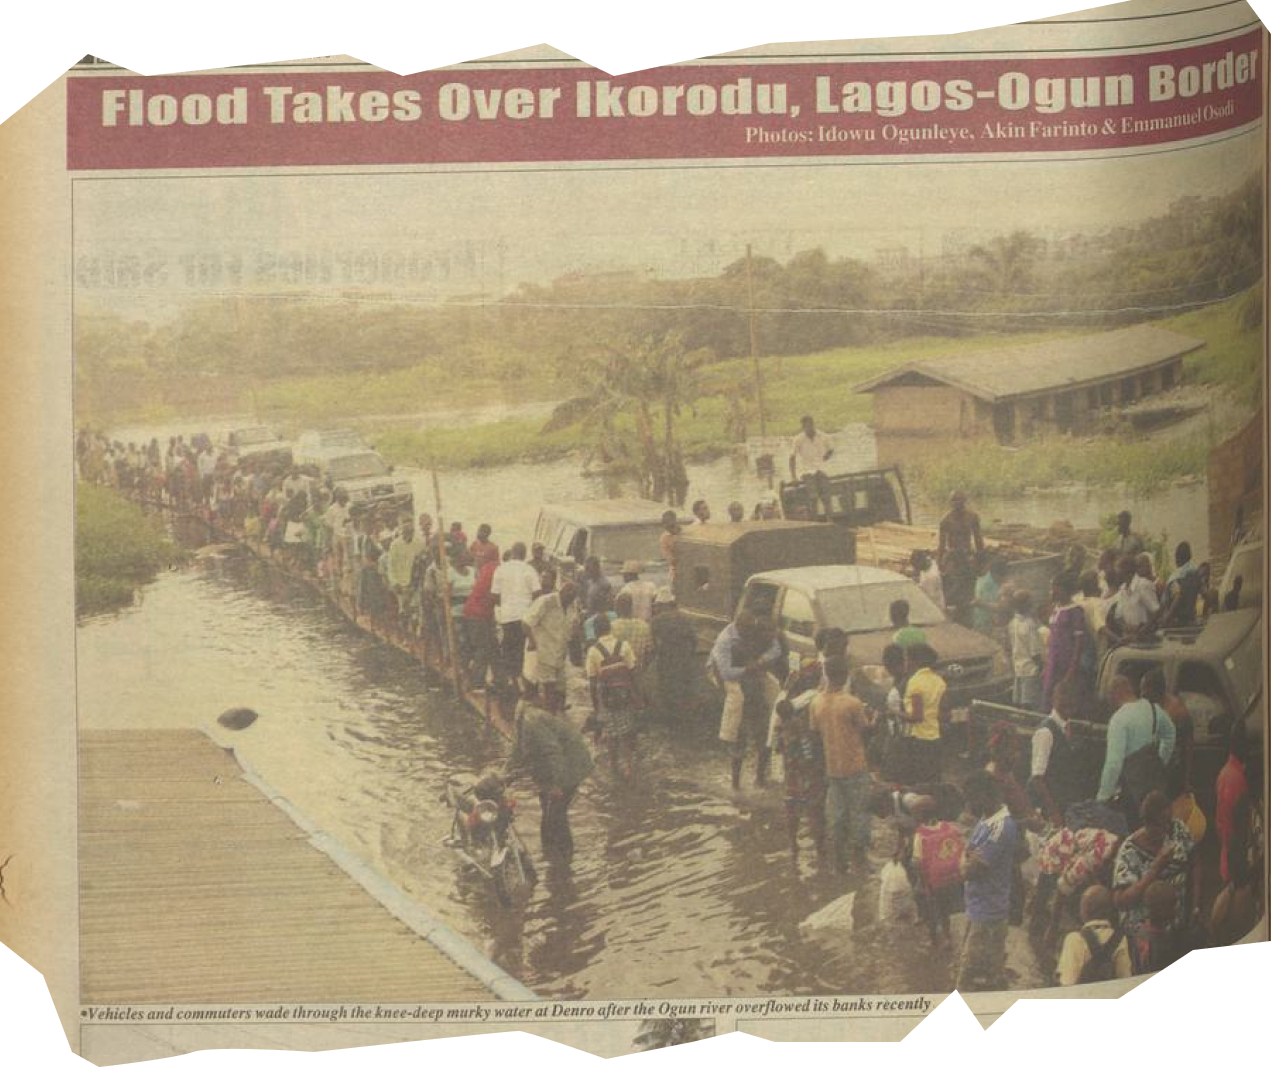 Flood Takes Over Ikorodu, Lagos-Ogun Border
Photos: Idowu Ogunleye, Akin Farinto & Emmanuel Osodi
•Vehicles and commuters wade through the knee-deep murky water at Denro after the Ogun river overflowed its banks recently